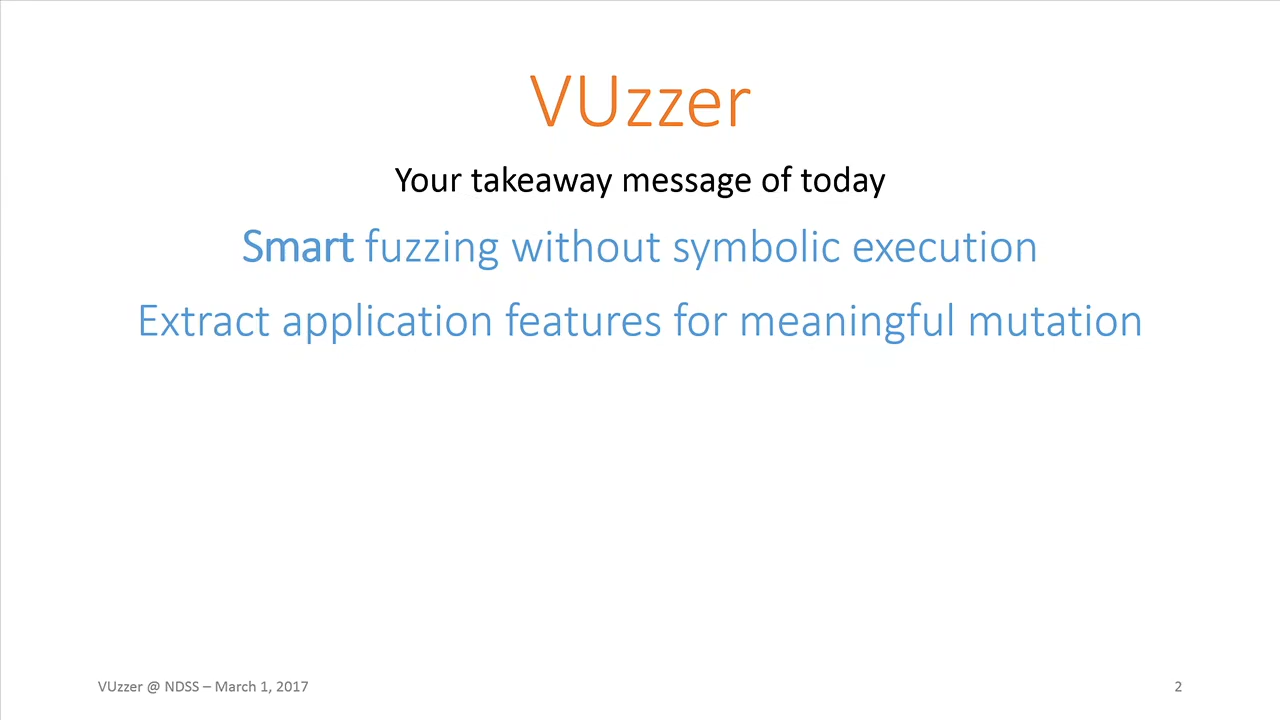 VUzzer
Your takeaway message of today
Smart fuzzing without symbolic execution
Extract application features for meaningful mutation
VUzzer @ NDSS – March 1, 2017
2